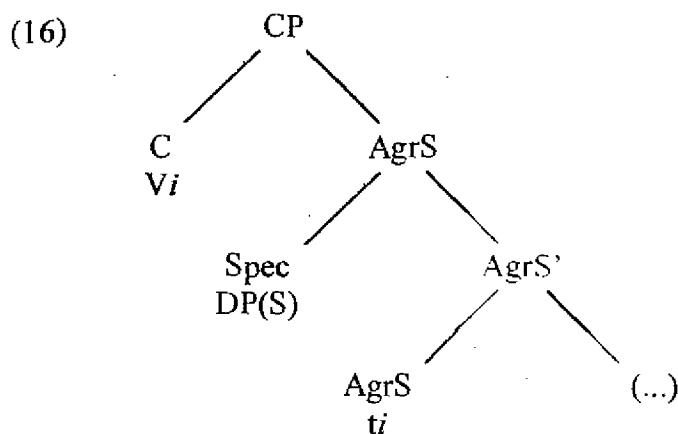 (16) CP
C AgrS
Vi
Spec AgrS'
DP(S)
AgrS (...)
ti